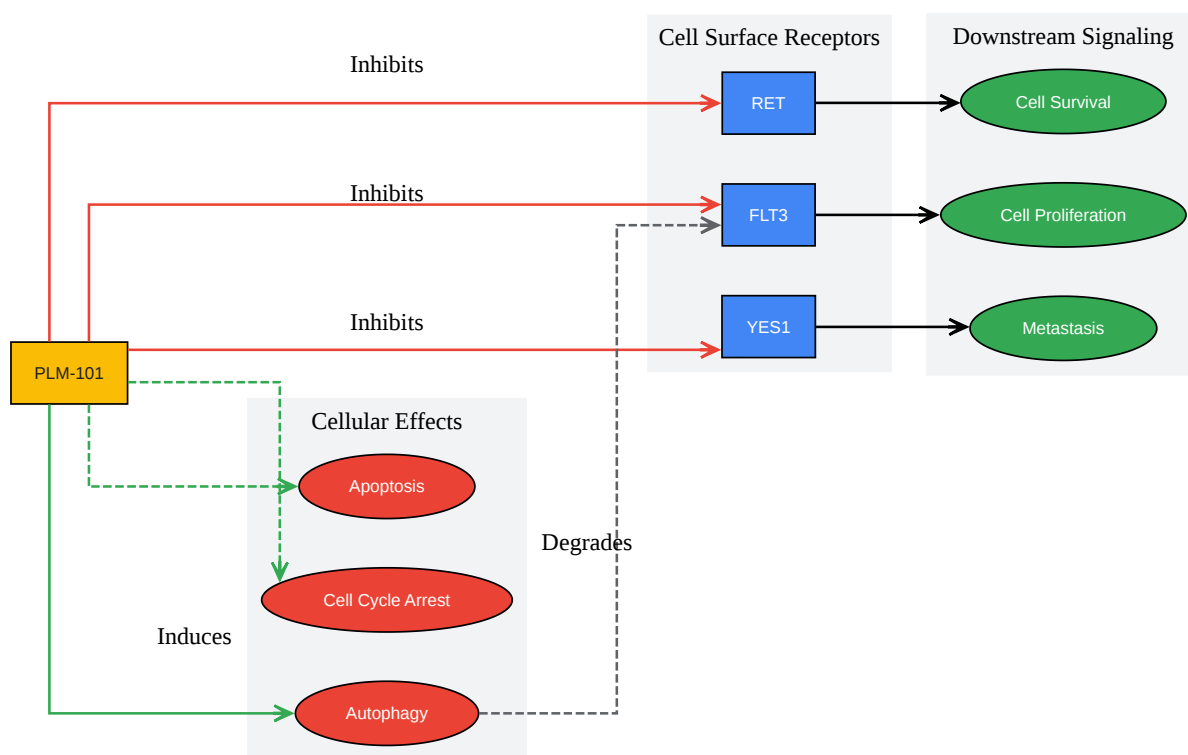 Cell Surface Receptors
Downstream Signaling
Inhibits
RET
Cell Survival
Inhibits
FLT3
Cell Proliferation
Inhibits
YES1
Metastasis
PLM-101
Cellular Effects
Apoptosis
Degrades
Cell Cycle Arrest
Induces
Autophagy